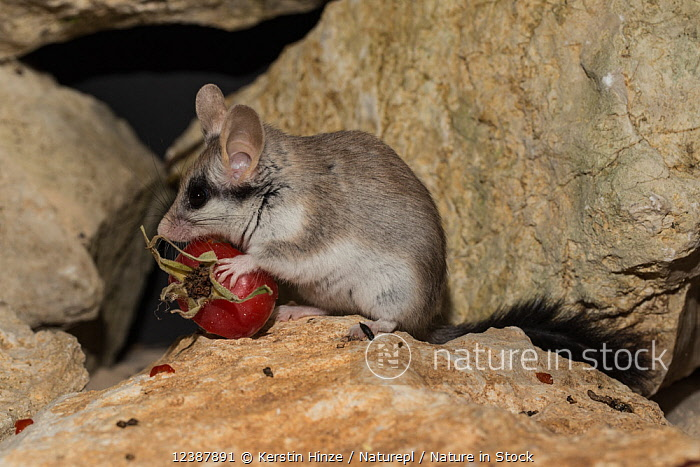 nature in stock
12387891 © Kerstin Hinze / Naturepl / Nature in Stock